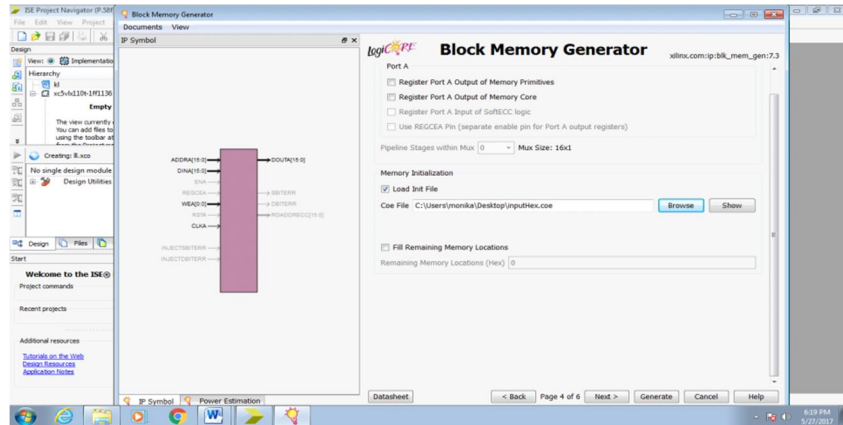 ISE Project Navigator (P.58f
File Edit View Project
Design
View: Implementatio
Hierarchy
kl
xc5vlx110t-1ff1136
Empty
The view currently
You can add files to
using the toolbar at
Creating: ll.xco
No single design module
Design Utilities
Design Files
Start
Welcome to the ISE®
Project commands
Recent projects
Additional resources
Tutorials on the Web
Design Resources
Application Notes
Block Memory Generator
Documents View
IP Symbol
ADDRA[15:0]
DOUTA[15:0]
DINA[15:0]
ENA
REGCEA
SBITERR
WEA[0:0]
DBITERR
RSTA
RDADDRECC[15:0]
CLKA
INJECTSBITERR
INJECTDBITERR
IP Symbol Power Estimation
LogiCORE
Block Memory Generator
xilinx.com:ip:blk_mem_gen:7.3
Port A
Register Port A Output of Memory Primitives
Register Port A Output of Memory Core
Register Port A Input of SoftECC logic
Use REGCEA Pin (separate enable pin for Port A output registers)
Pipeline Stages within Mux 0 Mux Size: 16x1
Memory Initialization
Load Init File
Coe File C:\Users\monika\Desktop\inputHex.coe Browse Show
Fill Remaining Memory Locations
Remaining Memory Locations (Hex) 0
Datasheet < Back Page 4 of 6 Next > Generate Cancel Help
6:19 PM
5/27/2017